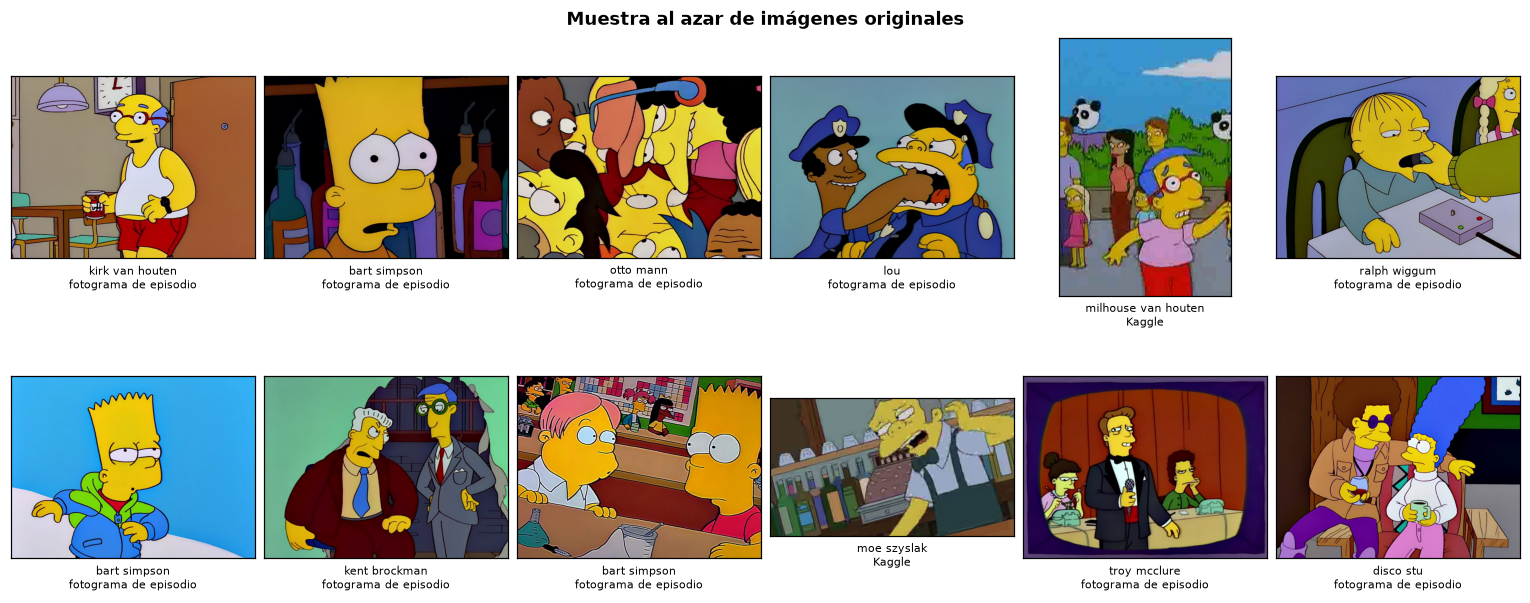 Muestra al azar de imágenes originales
kirk van houten
fotograma de episodio
bart simpson
fotograma de episodio
otto mann
fotograma de episodio
lou
fotograma de episodio
milhouse van houten
Kaggle
ralph wiggum
fotograma de episodio
bart simpson
fotograma de episodio
kent brockman
fotograma de episodio
bart simpson
fotograma de episodio
moe szyslak
Kaggle
troy mcclure
fotograma de episodio
disco stu
fotograma de episodio